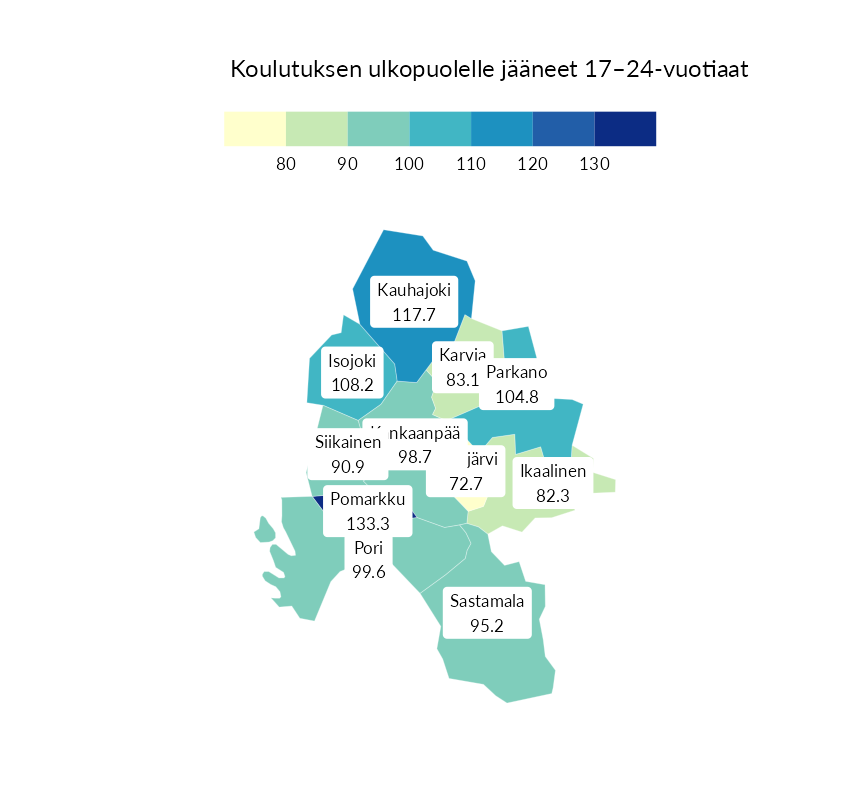 Koulutuksen ulkopuolelle jääneet 17–24-vuotiaat
80 90 100 110 120 130
Kauhajoki
117.7
Isojoki
108.2
Karvia
83.1
Parkano
104.8
98.7
Siikainen
90.9
72.7
Ikaalinen
82.3
Pomarkku
133.3
Pori
99.6
Sastamala
95.2